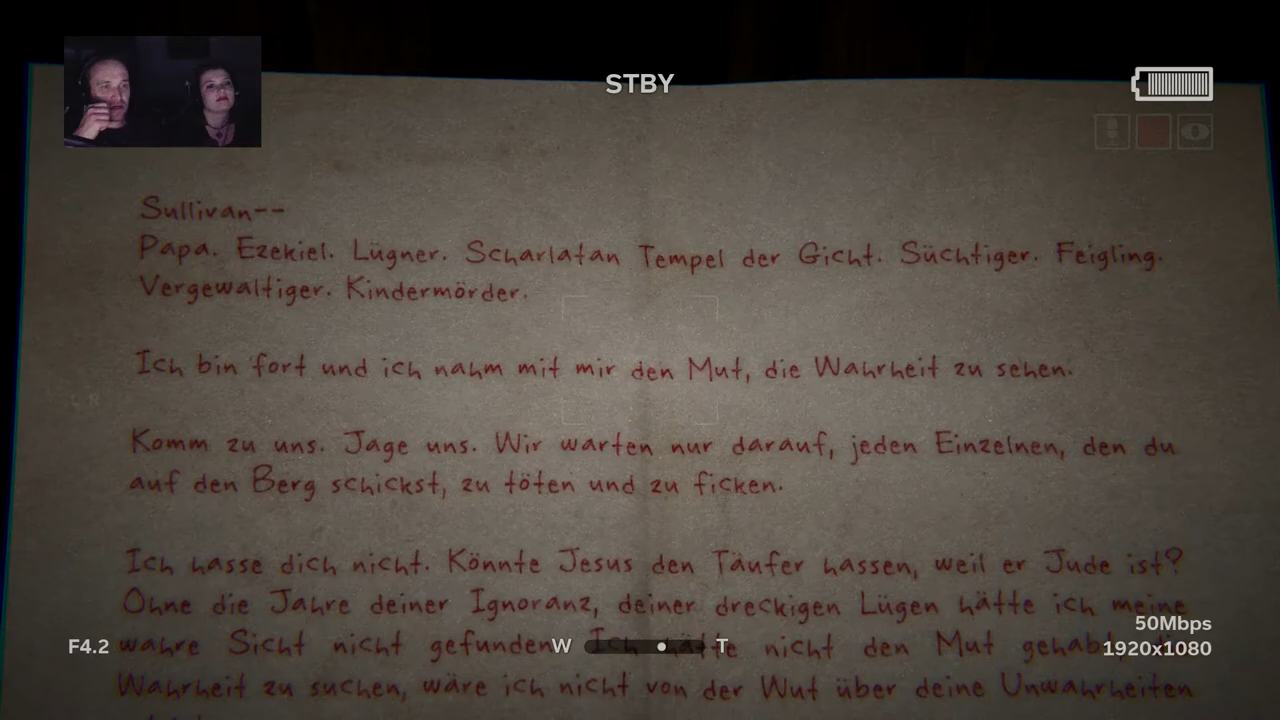 STBY
Sullivan--
Papa. Ezekiel. Lügner. Scharlatan Tempel der Gicht. Süchtiger. Feigling.
Vergewaltiger. Kindermörder.
Ich bin fort und ich nahm mit mir den Mut, die Wahrheit zu sehen.
Komm zu uns. Jage uns. Wir warten nur darauf, jeden Einzelnen, den du
auf den Berg schickst, zu töten und zu ficken.
Ich hasse dich nicht. Könnte Jesus den Täufer hassen, weil er Jude ist?
Ohne die Jahre deiner Ignoranz, deiner dreckigen Lügen hätte ich meine
50Mbps
F4.2
wahre Sicht nicht gefunden. Ich hätte nicht den Mut gehabt,
W
T
1920x1080
Wahrheit zu suchen, wäre ich nicht von der Wut über deine Unwahrheiten